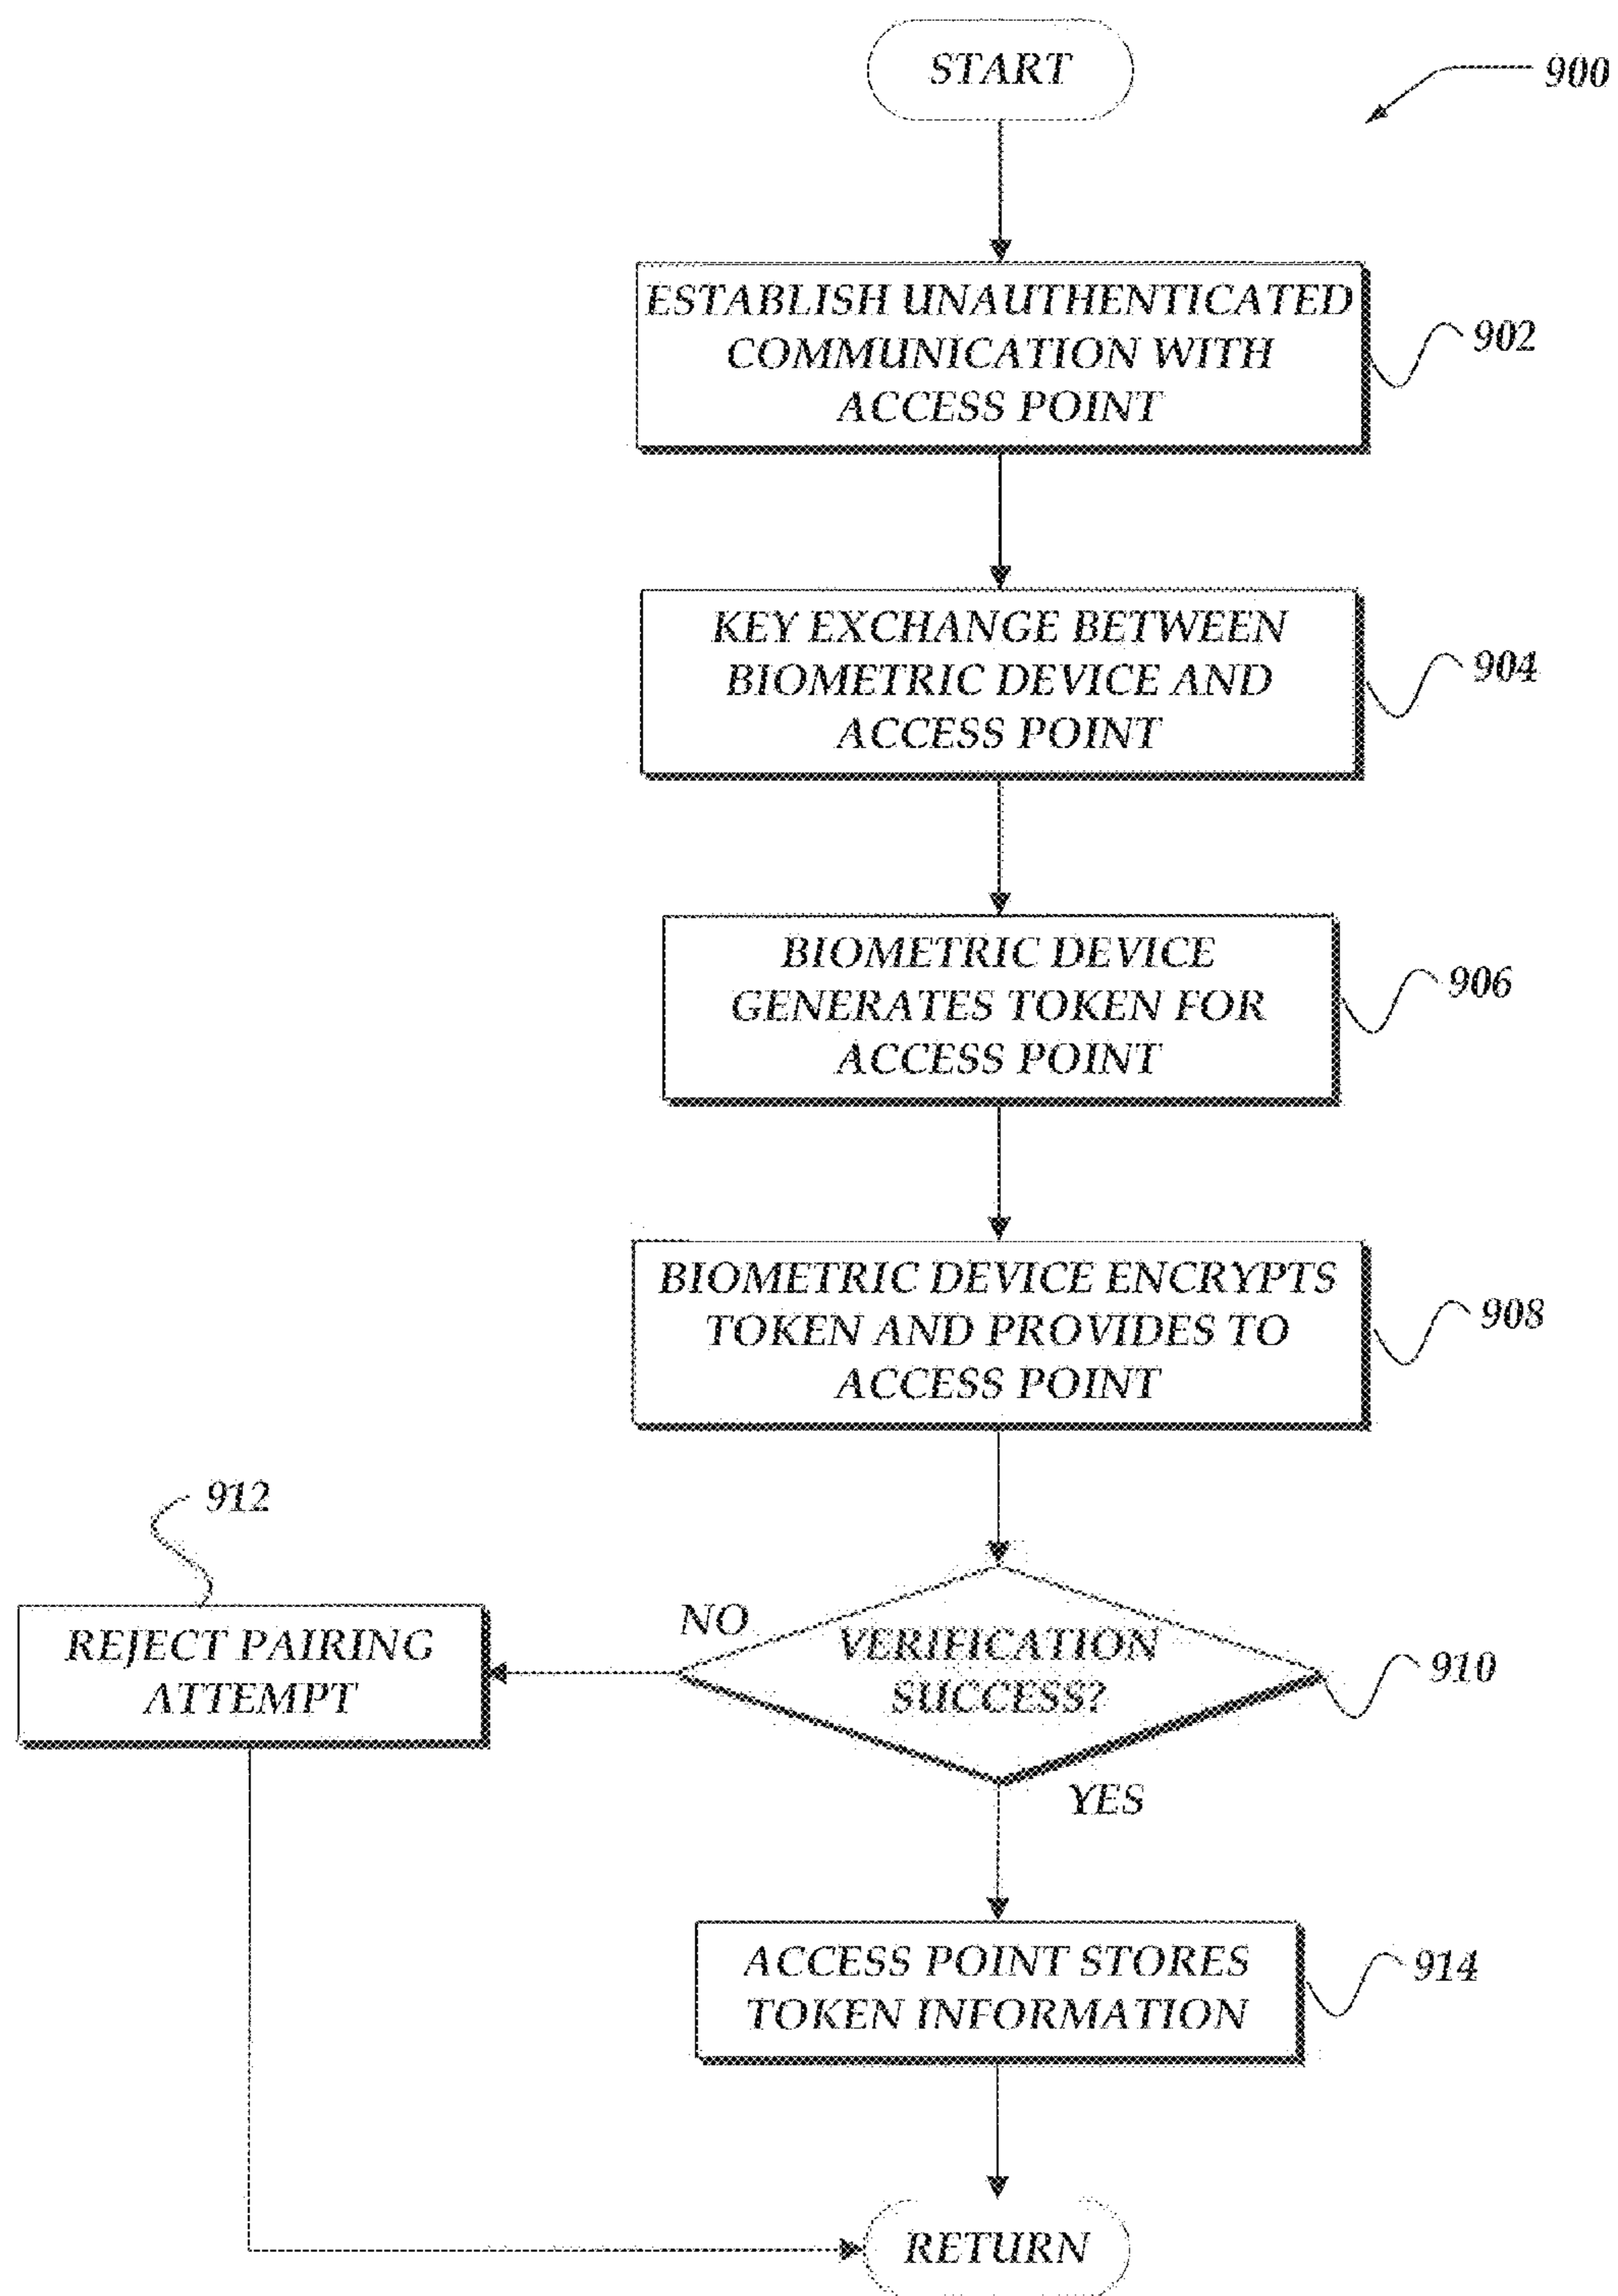 START
900
ESTABLISH UNAUTHENTICATED
COMMUNICATION WITH
ACCESS POINT
902
KEY EXCHANGE BETWEEN
BIOMETRIC DEVICE AND
ACCESS POINT
904
BIOMETRIC DEVICE
GENERATES TOKEN FOR
ACCESS POINT
906
BIOMETRIC DEVICE ENCRYPTS
TOKEN AND PROVIDES TO
ACCESS POINT
908
912
REJECT PAIRING
ATTEMPT
NO
VERIFICATION
SUCCESS?
910
YES
ACCESS POINT STORES
TOKEN INFORMATION
914
RETURN